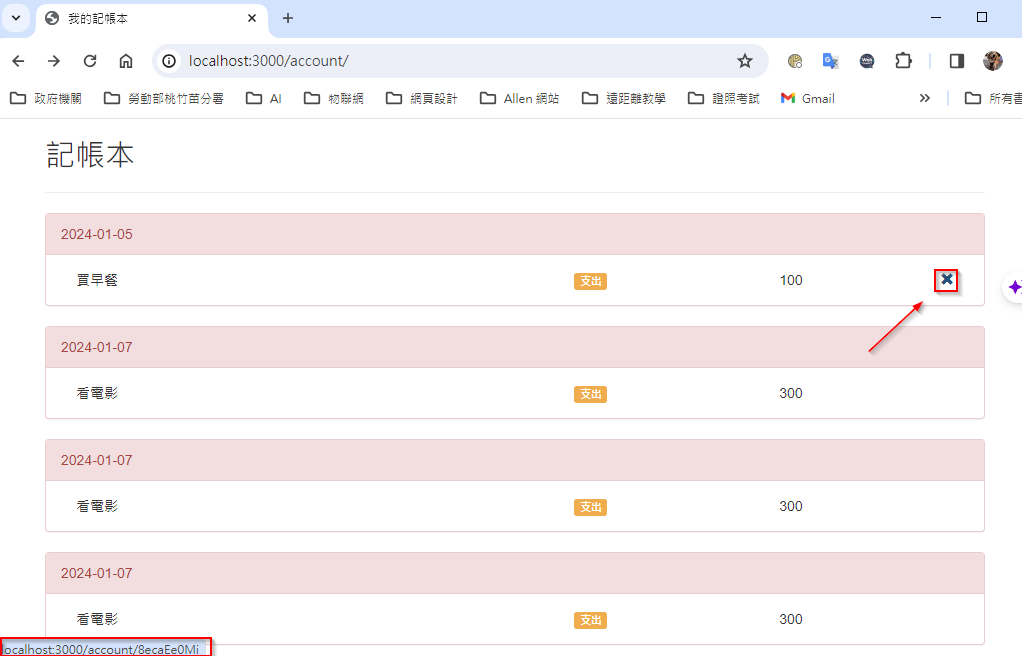 我的記帳本
localhost:3000/account/
政府機關 勞動部桃竹苗分署 AI 物聯網 網頁設計 Allen 網站 遠距離教學 證照考試 Gmail 所有書
記帳本
2024-01-05
買早餐 支出 100
2024-01-07
看電影 支出 300
2024-01-07
看電影 支出 300
2024-01-07
看電影 支出 300
localhost:3000/account/8ecaEe0Mi